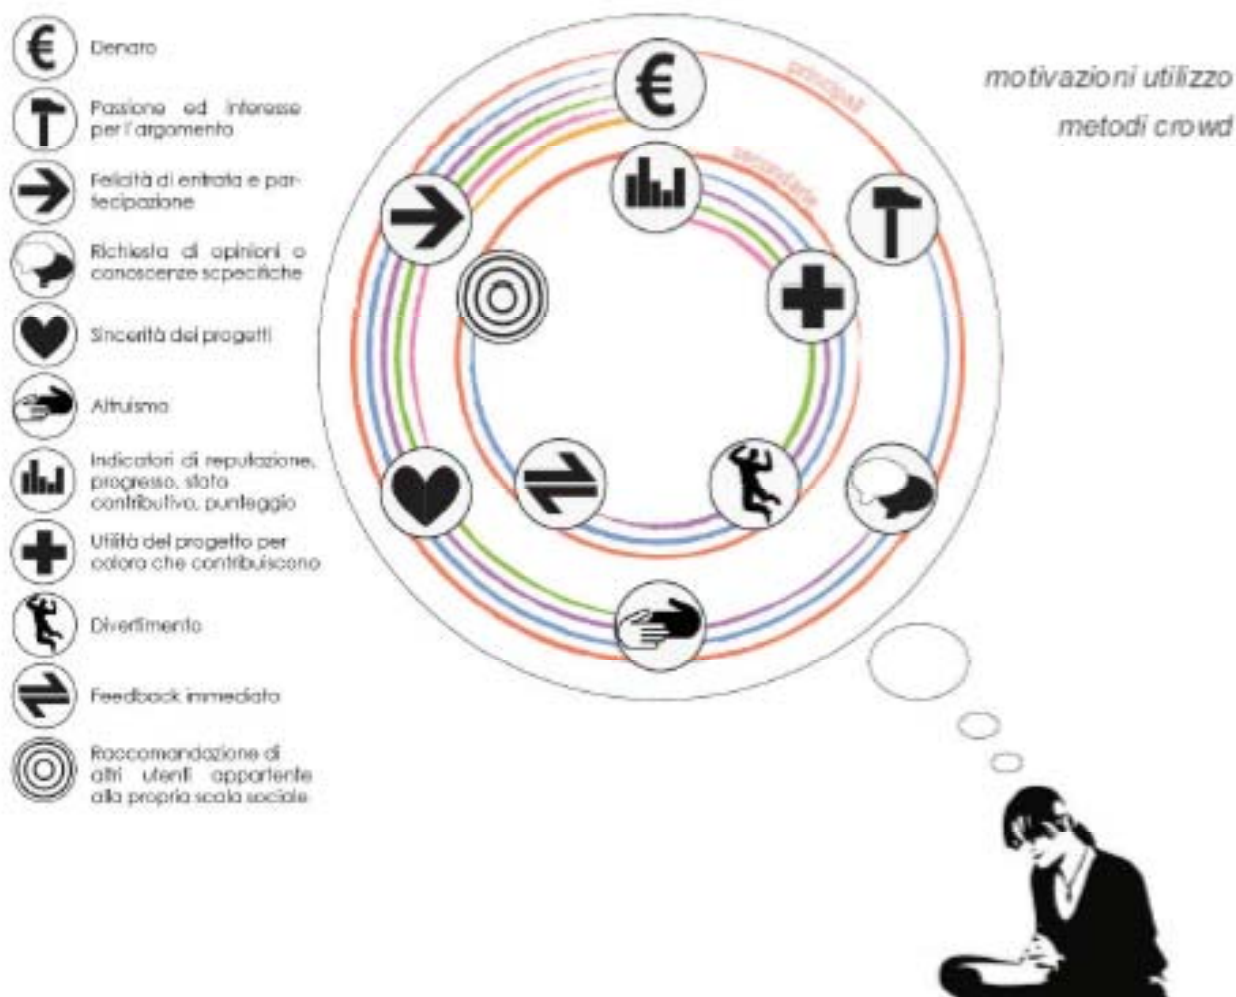 Denaro
Passione ed interesse
per l'argomento
Felicità di entrata e par-
tecipazione
Richiesta di opinioni o
conoscenze scpecifiche
Sincerità dei progetti
Altruismo
Indicatori di reputazione,
progresso, stato
contributivo, punteggio
Utilità del progetto per
coloro che contribuiscono
Divertimento
Feedback immediato
Raccomandazione di
altri utenti appartente
alla propria scala sociale
principali
secondarie
motivazioni utilizzo
metodi crowd